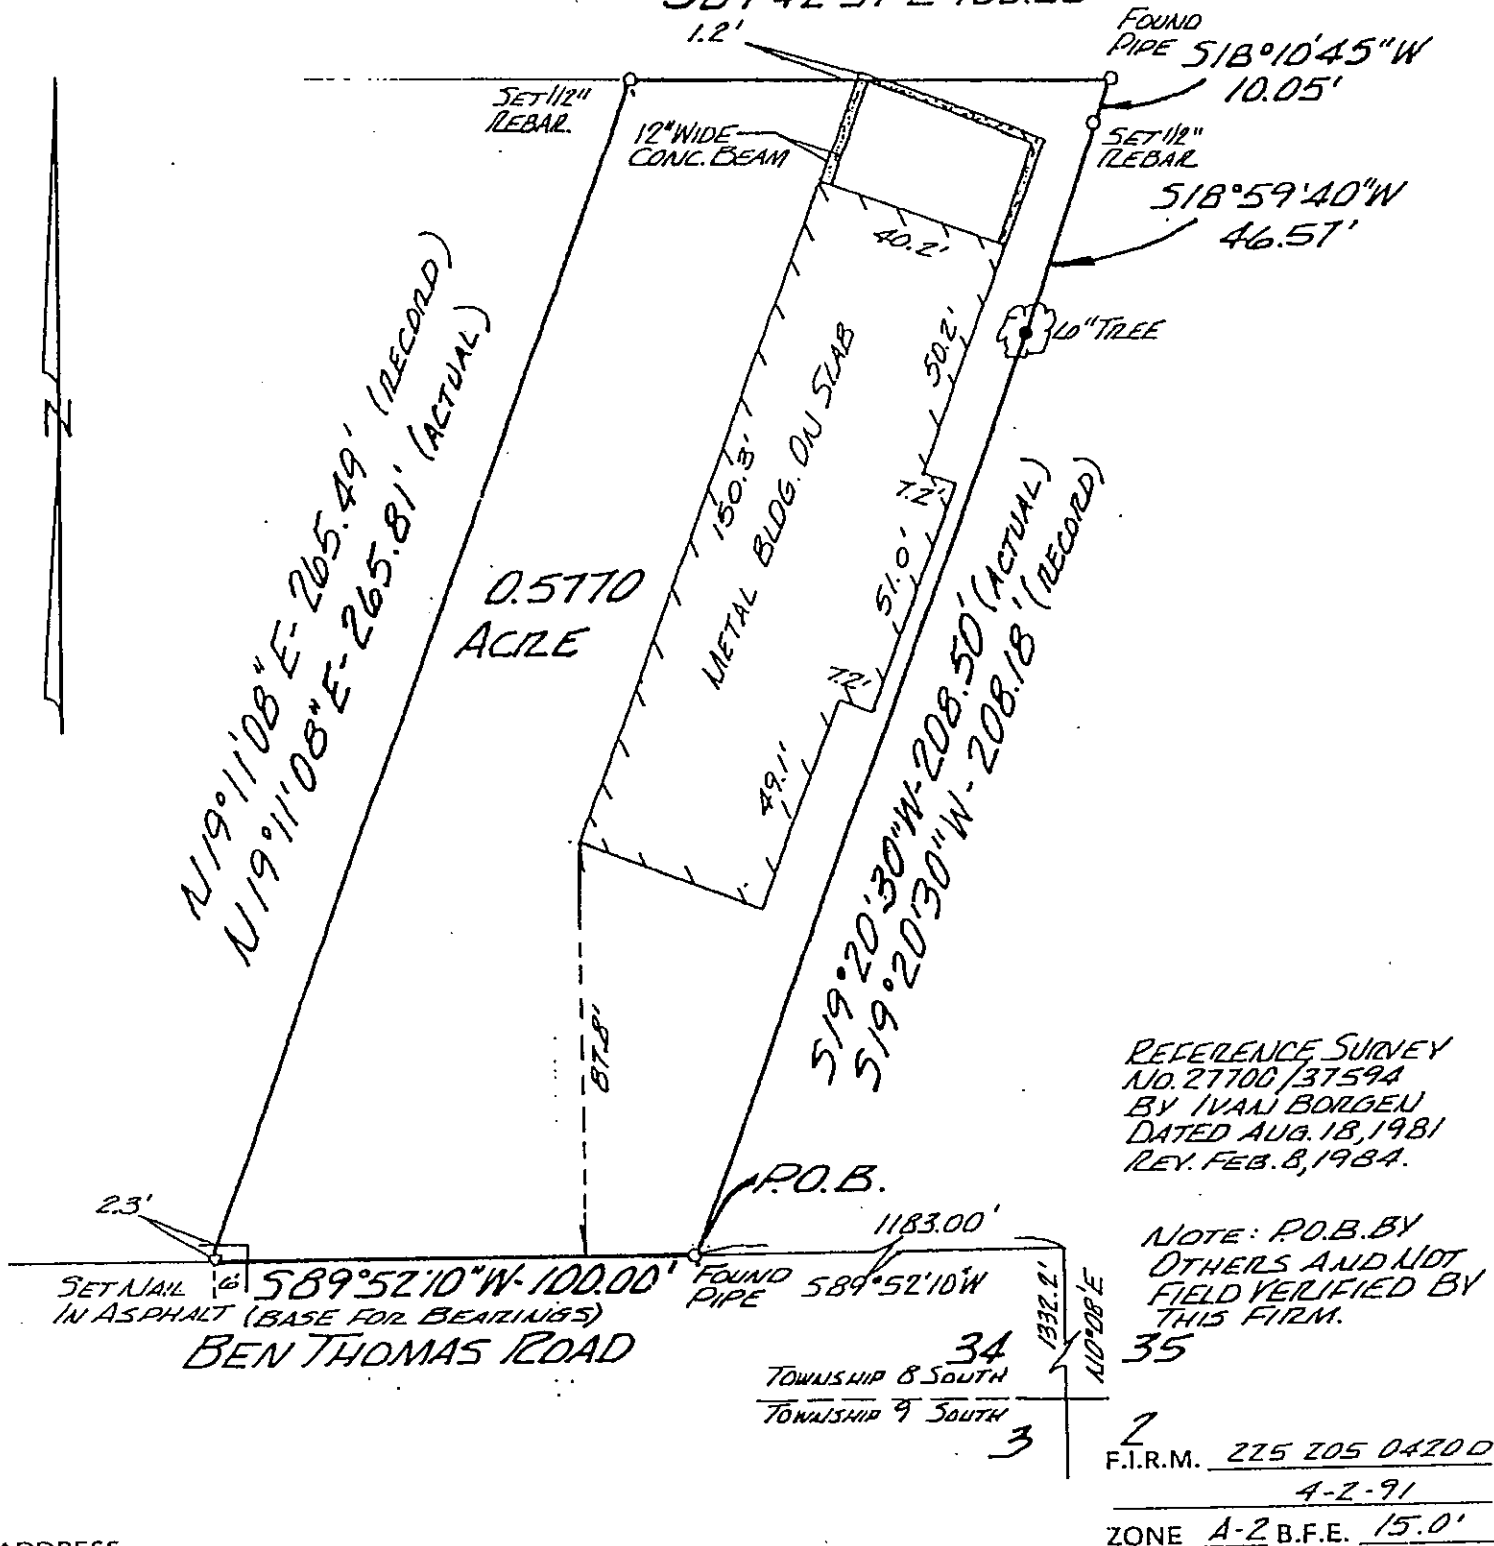 1.2'
FOUND
PIPE
S18°10'45"W
10.05'
SET 1/2"
REBAR.
12" WIDE
CONC. BEAM
SET 1/2"
REBAR
S18°59'40"W
46.57'
40.2'
50.2'
TREE
N19°11'08"E-265.49' (RECORD)
N19°11'08"E-265.81' (ACTUAL)
150.3'
METAL BLDG. ON SLAB
7.2'
51.0'
0.5770
ACRE
7.2'
49.1'
S19°20'30"W-208.50' (ACTUAL)
S19°20'30"W-208.18' (RECORD)
N
87.8'
REFERENCE SURVEY
NO. 27700/37594
BY IVAN BORGEN
DATED AUG. 18, 1981
REV. FEB. 8, 1984.
P.O.B.
2.3'
1183.00'
NOTE: P.O.B. BY
OTHERS AND NOT
FIELD VERIFIED BY
THIS FIRM.
SET NAIL
IN ASPHALT
6'
S89°52'10"W-100.00'
(BASE FOR BEARINGS)
FOUND
PIPE
S89°52'10"W
1332.2'
N0°08'E
BEN THOMAS ROAD
34
35
TOWNSHIP 8 SOUTH
TOWNSHIP 9 SOUTH
3
2
F.I.R.M. 225 205 0420 D
4-2-91
ZONE A-2 B.F.E. 15.0'